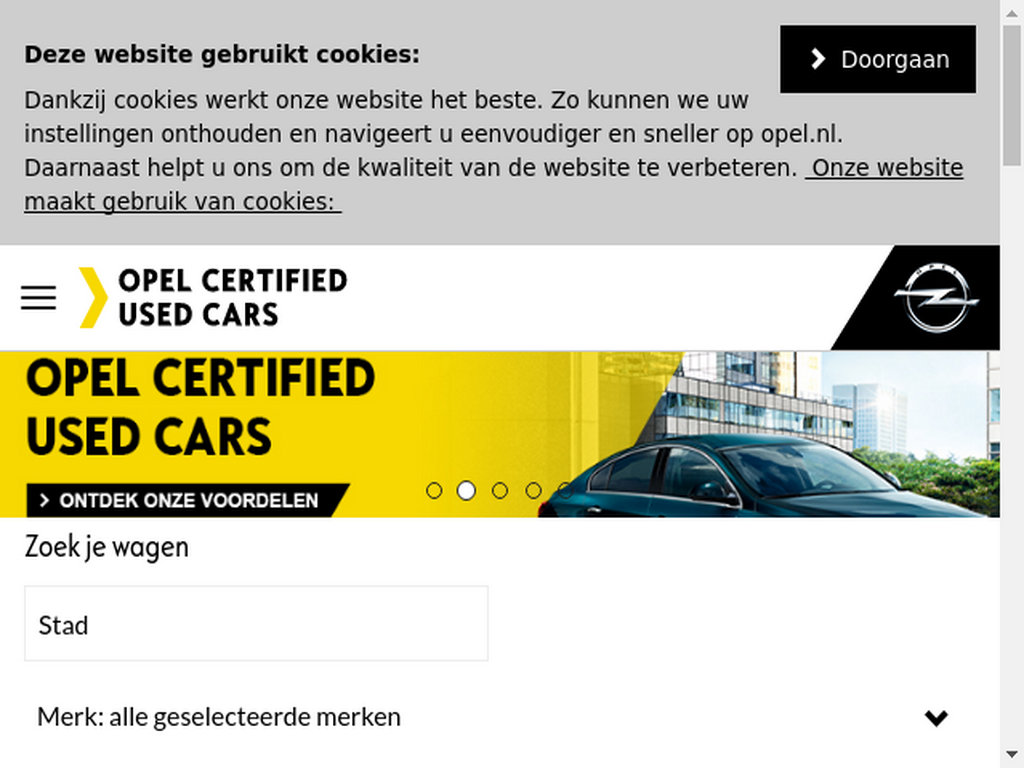 Deze website gebruikt cookies:
Doorgaan
Dankzij cookies werkt onze website het beste. Zo kunnen we uw
instellingen onthouden en navigeert u eenvoudiger en sneller op opel.nl.
Daarnaast helpt u ons om de kwaliteit van de website te verbeteren. Onze website
maakt gebruik van cookies:
OPEL CERTIFIED
USED CARS
OPEL
OPEL CERTIFIED
USED CARS
ONTDEK ONZE VOORDELEN
Zoek je wagen
Stad
Merk: alle geselecteerde merken